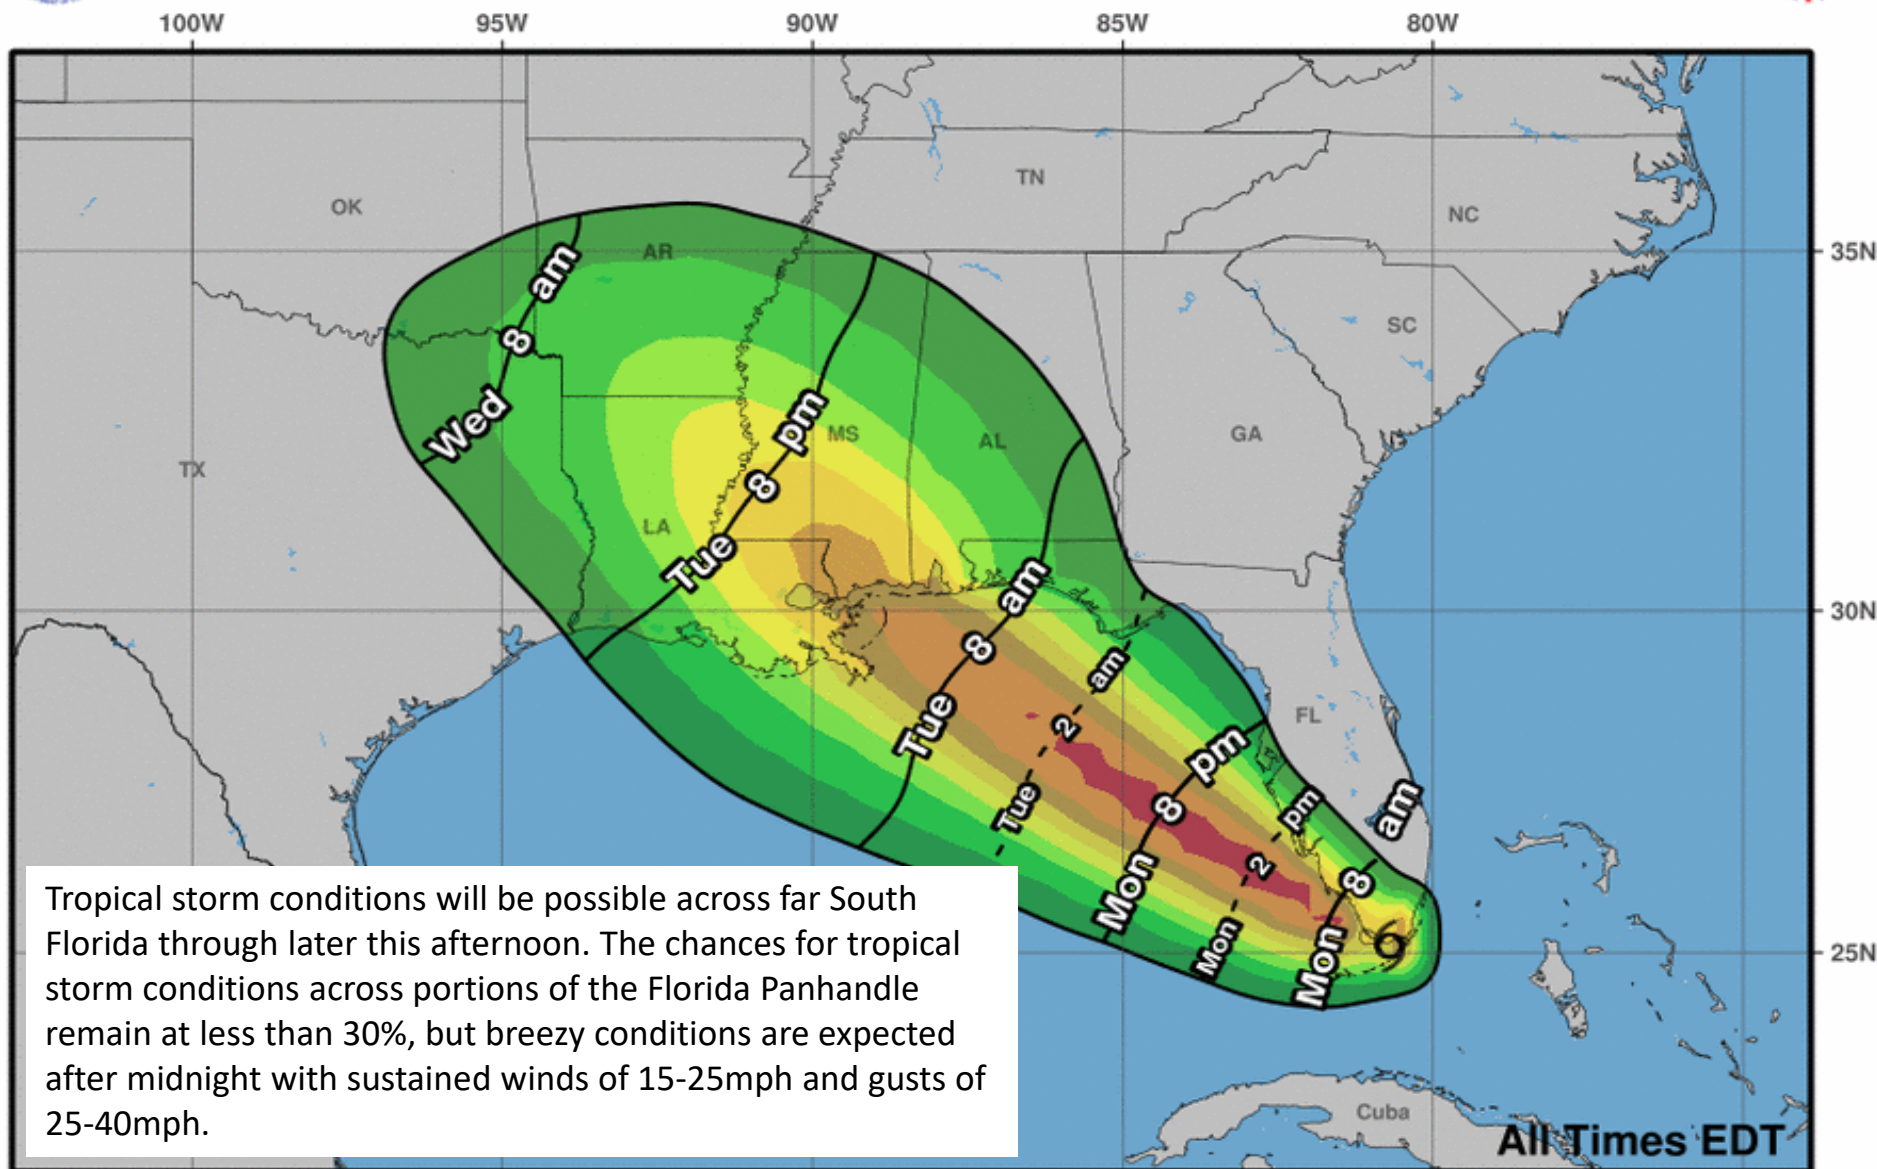 100W 95W 90W 85W 80W
TN
OK
NC
AR
35N
am
8
SC
Wed
pm
MS
AL
GA
TX
8
LA
Tue
am
30N
8
am
Tue
2
FL
pm
Tue
8
pm
am
Mon
2
8
Mon
Mon
25N
Tropical storm conditions will be possible across far South
Florida through later this afternoon. The chances for tropical
storm conditions across portions of the Florida Panhandle
remain at less than 30%, but breezy conditions are expected
after midnight with sustained winds of 15-25mph and gusts of
25-40mph.
Cuba
All Times EDT